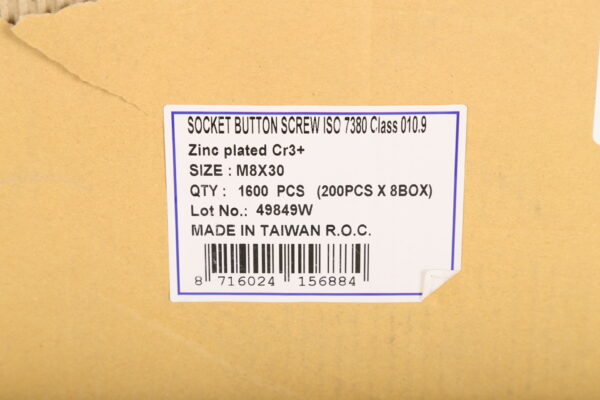 SOCKET BUTTON SCREW ISO 7380 Class 010.9
Zinc plated Cr3+
SIZE : M8X30
QTY : 1600 PCS (200PCS X 8BOX)
Lot No.: 49849W
MADE IN TAIWAN R.O.C.
8 716024 156884